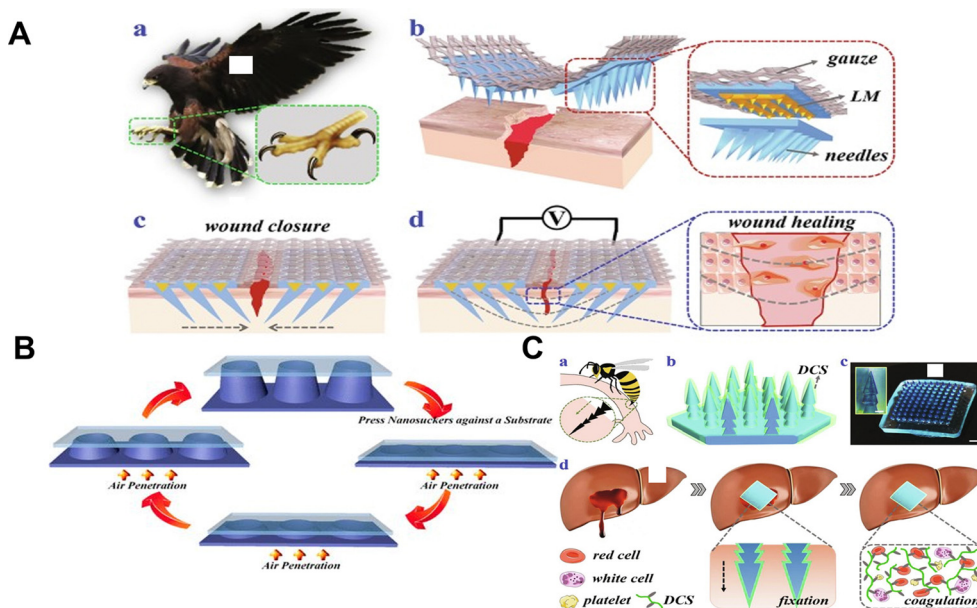 A
a
b
gauze
LM
needles
c
wound closure
d
V
wound healing
B
Press Nanosuckers against a Substrate
Air Penetration
Air Penetration
Air Penetration
C
a
b
DCS
c
d
red cell
white cell
platelet
DCS
fixation
coagulation